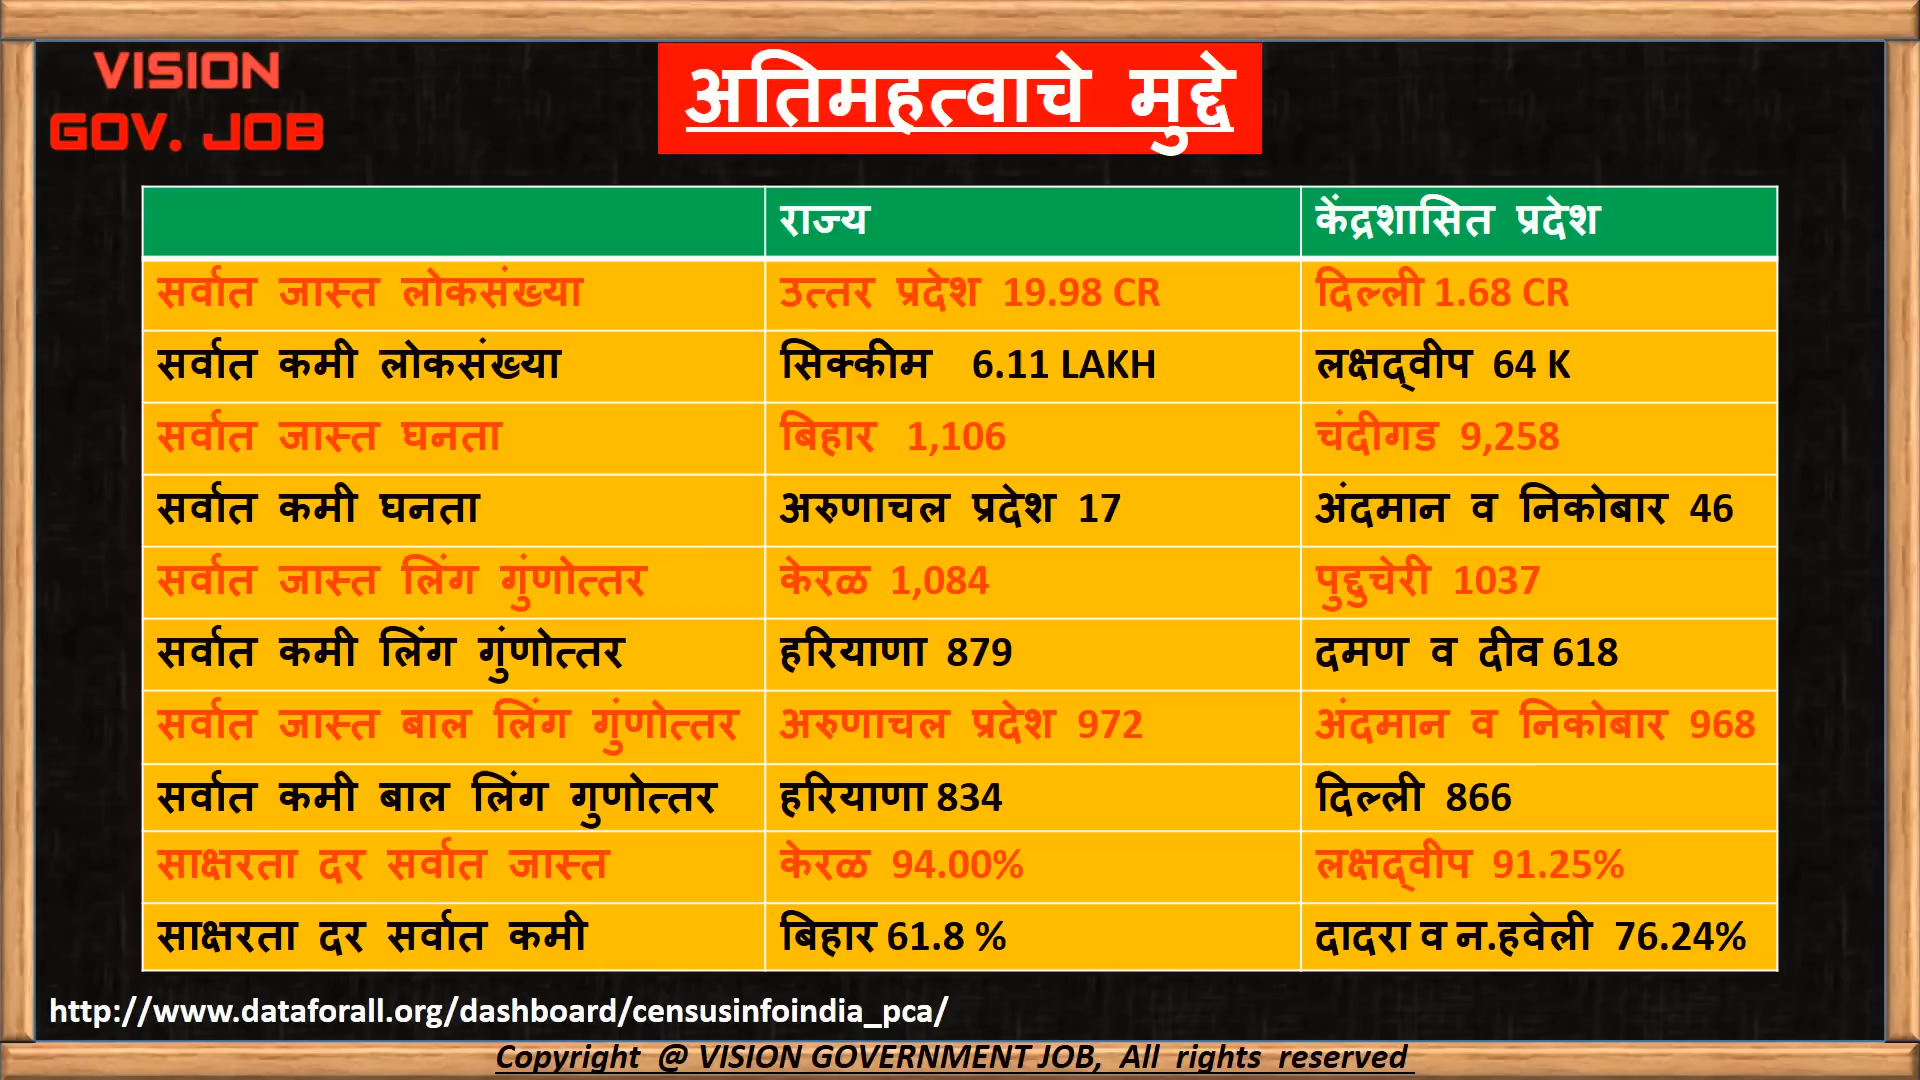 VISION
GOV. JOB
अतिमहत्वाचे मुद्दे
राज्य केंद्रशासित प्रदेश
सर्वात जास्त लोकसंख्या उत्तर प्रदेश 19.98 CR दिल्ली 1.68 CR
सर्वात कमी लोकसंख्या सिक्कीम 6.11 LAKH लक्षद्वीप 64 K
सर्वात जास्त घनता बिहार 1,106 चंदीगड 9,258
सर्वात कमी घनता अरुणाचल प्रदेश 17 अंदमान व निकोबार 46
सर्वात जास्त लिंग गुंणोत्तर केरळ 1,084 पुद्दुचेरी 1037
सर्वात कमी लिंग गुंणोत्तर हरियाणा 879 दमण व दीव 618
सर्वात जास्त बाल लिंग गुंणोत्तर अरुणाचल प्रदेश 972 अंदमान व निकोबार 968
सर्वात कमी बाल लिंग गुणोत्तर हरियाणा 834 दिल्ली 866
साक्षरता दर सर्वात जास्त केरळ 94.00% लक्षद्वीप 91.25%
साक्षरता दर सर्वात कमी बिहार 61.8 % दादरा व न.हवेली 76.24%
http://www.dataforall.org/dashboard/censusinfoindia_pca/
Copyright @ VISION GOVERNMENT JOB, All rights reserved